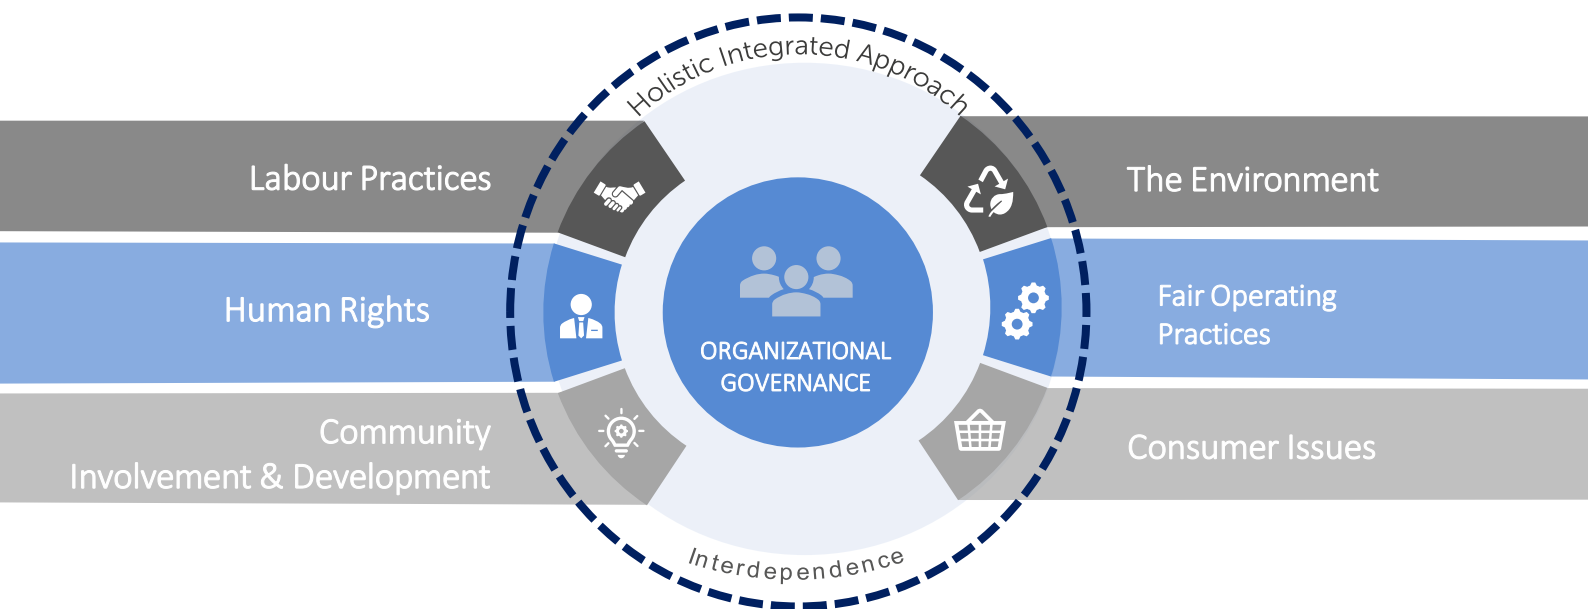 Holistic Integrated Approach
Labour Practices
The Environment
Human Rights
Fair Operating
Practices
ORGANIZATIONAL
GOVERNANCE
Community
Involvement & Development
Consumer Issues
Interdependence